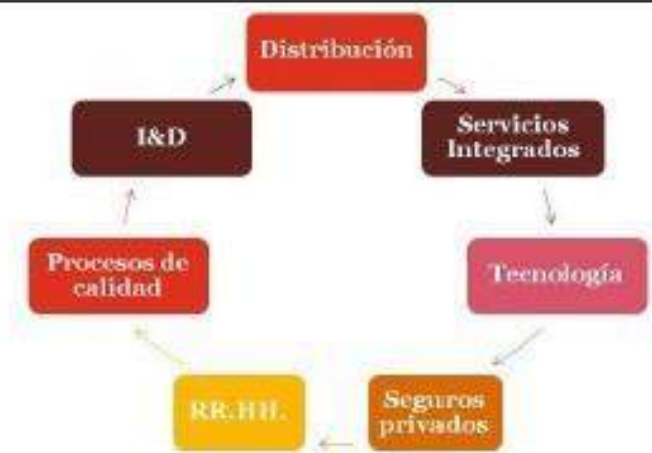 Distribución
Servicios
Integrados
Tecnología
Seguros
privados
RR.HH.
Procesos de
calidad
I&D